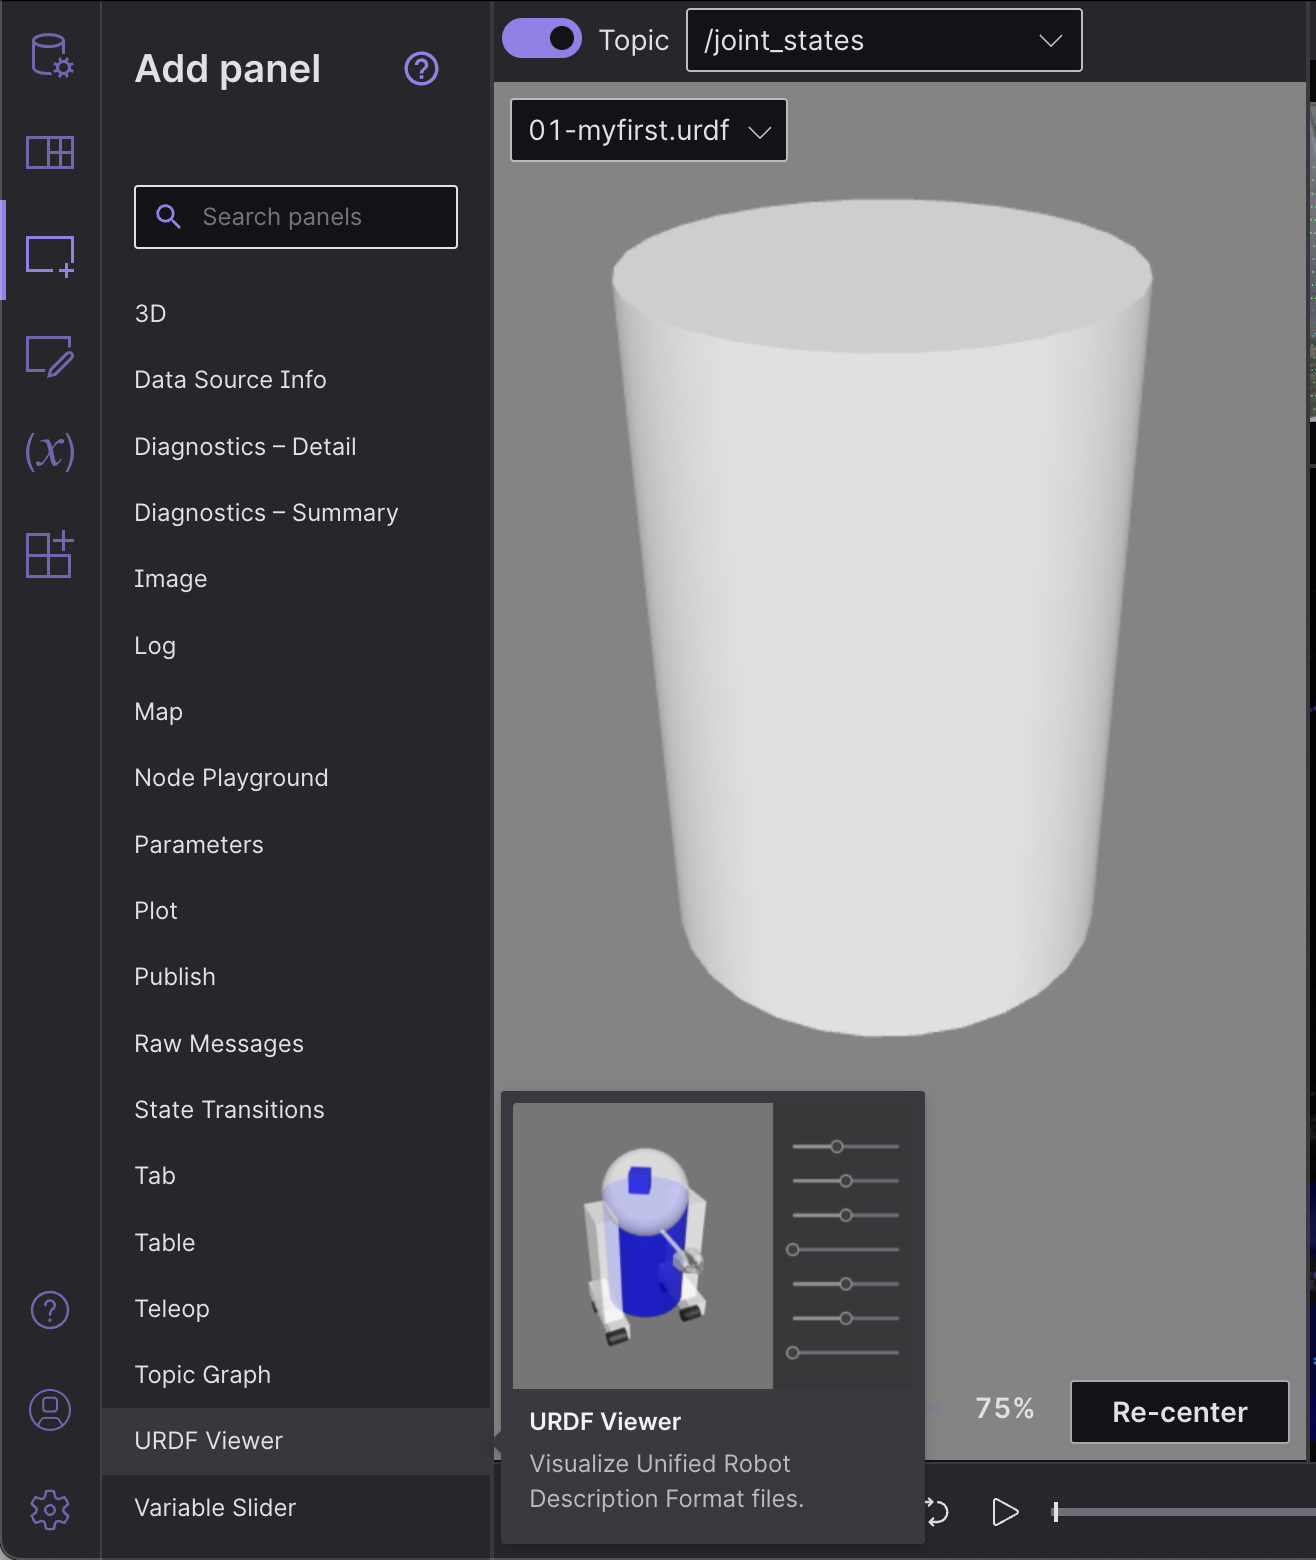 Add panel
Search panels
3D
Data Source Info
Diagnostics – Detail
Diagnostics – Summary
Image
Log
Map
Node Playground
Parameters
Plot
Publish
Raw Messages
State Transitions
Tab
Table
Teleop
Topic Graph
URDF Viewer
Variable Slider
(x)
Topic
/joint_states
01-myfirst.urdf
URDF Viewer
Visualize Unified Robot
Description Format files.
75%
Re-center